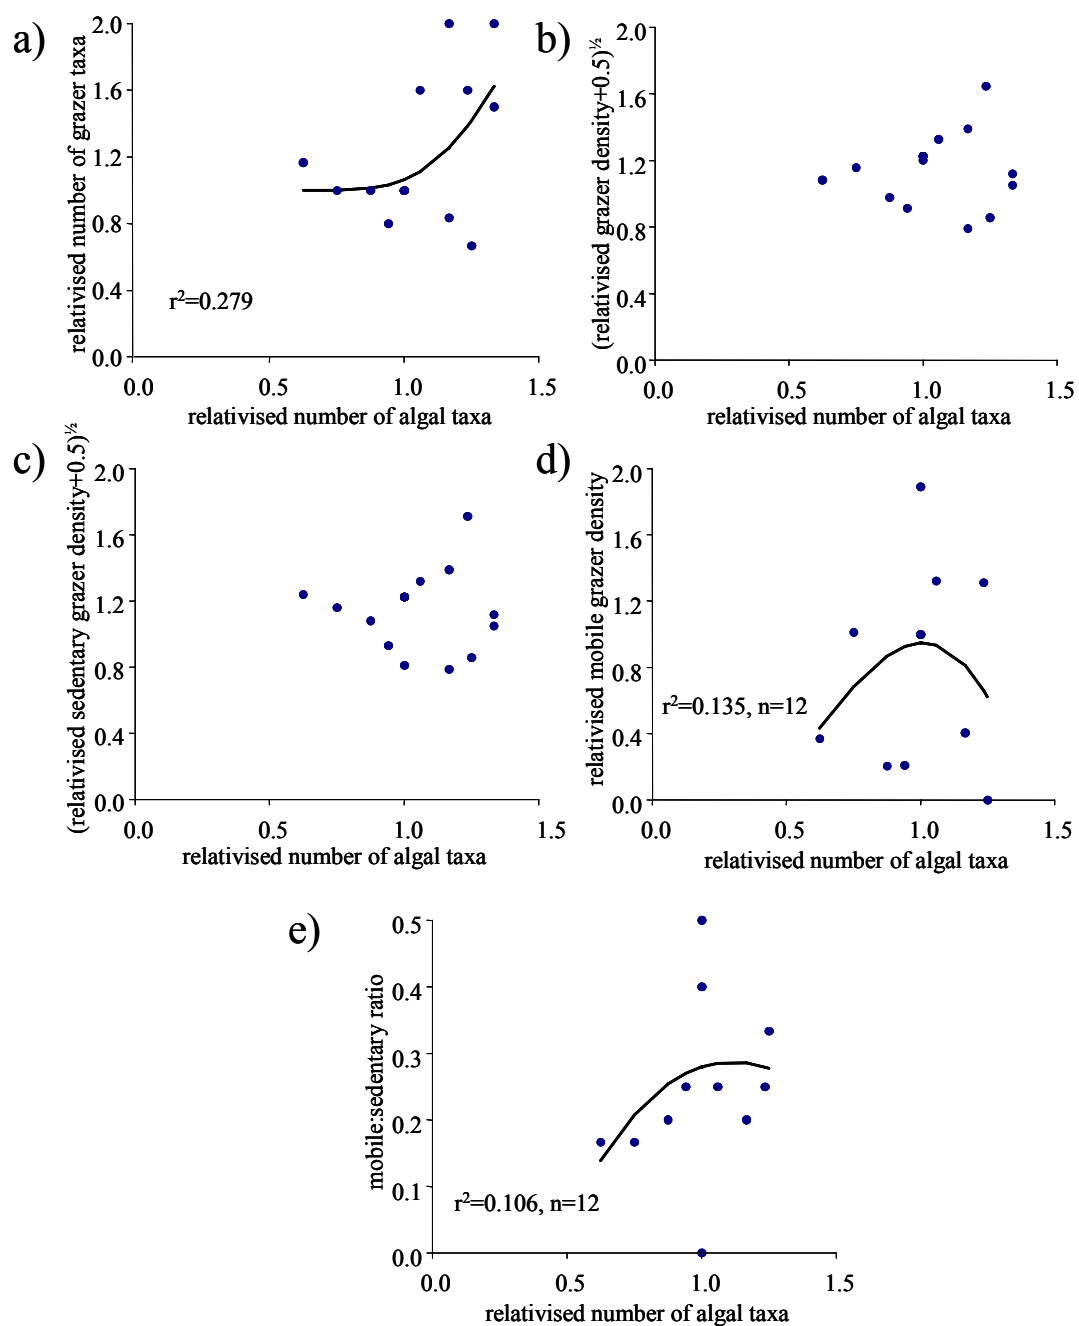 a)
relativised number of grazer taxa
2.0
1.6
1.2
0.8
0.4
0.0
r²=0.279
0.0 0.5 1.0 1.5
relativised number of algal taxa
b)
(relativised grazer density+0.5)^½
2.0
1.6
1.2
0.8
0.4
0.0
0.0 0.5 1.0 1.5
relativised number of algal taxa
c)
(relativised sedentary grazer density+0.5)^½
2.0
1.6
1.2
0.8
0.4
0.0
0.0 0.5 1.0 1.5
relativised number of algal taxa
d)
relativised mobile grazer density
2.0
1.6
1.2
0.8
0.4
0.0
r²=0.135, n=12
0.0 0.5 1.0 1.5
relativised number of algal taxa
e)
mobile:sedentary ratio
0.5
0.4
0.3
0.2
0.1
0.0
r²=0.106, n=12
0.0 0.5 1.0 1.5
relativised number of algal taxa